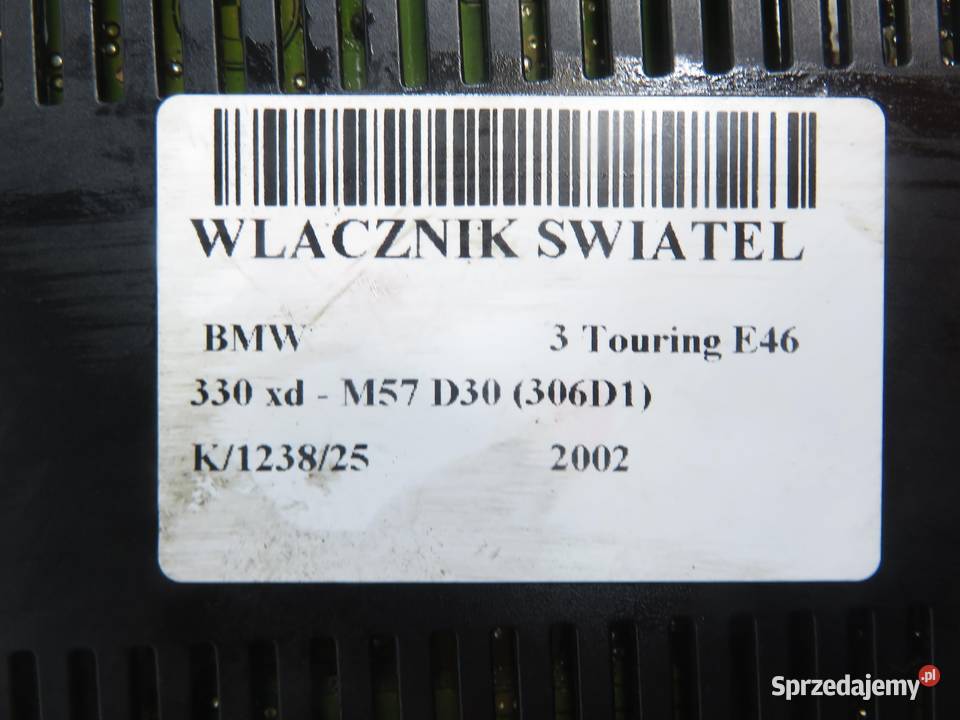 WLACZNIK SWIATEL
BMW 3 Touring E46
330 xd - M57 D30 (306D1)
K/1238/25 2002
Sprzedajemy.pl